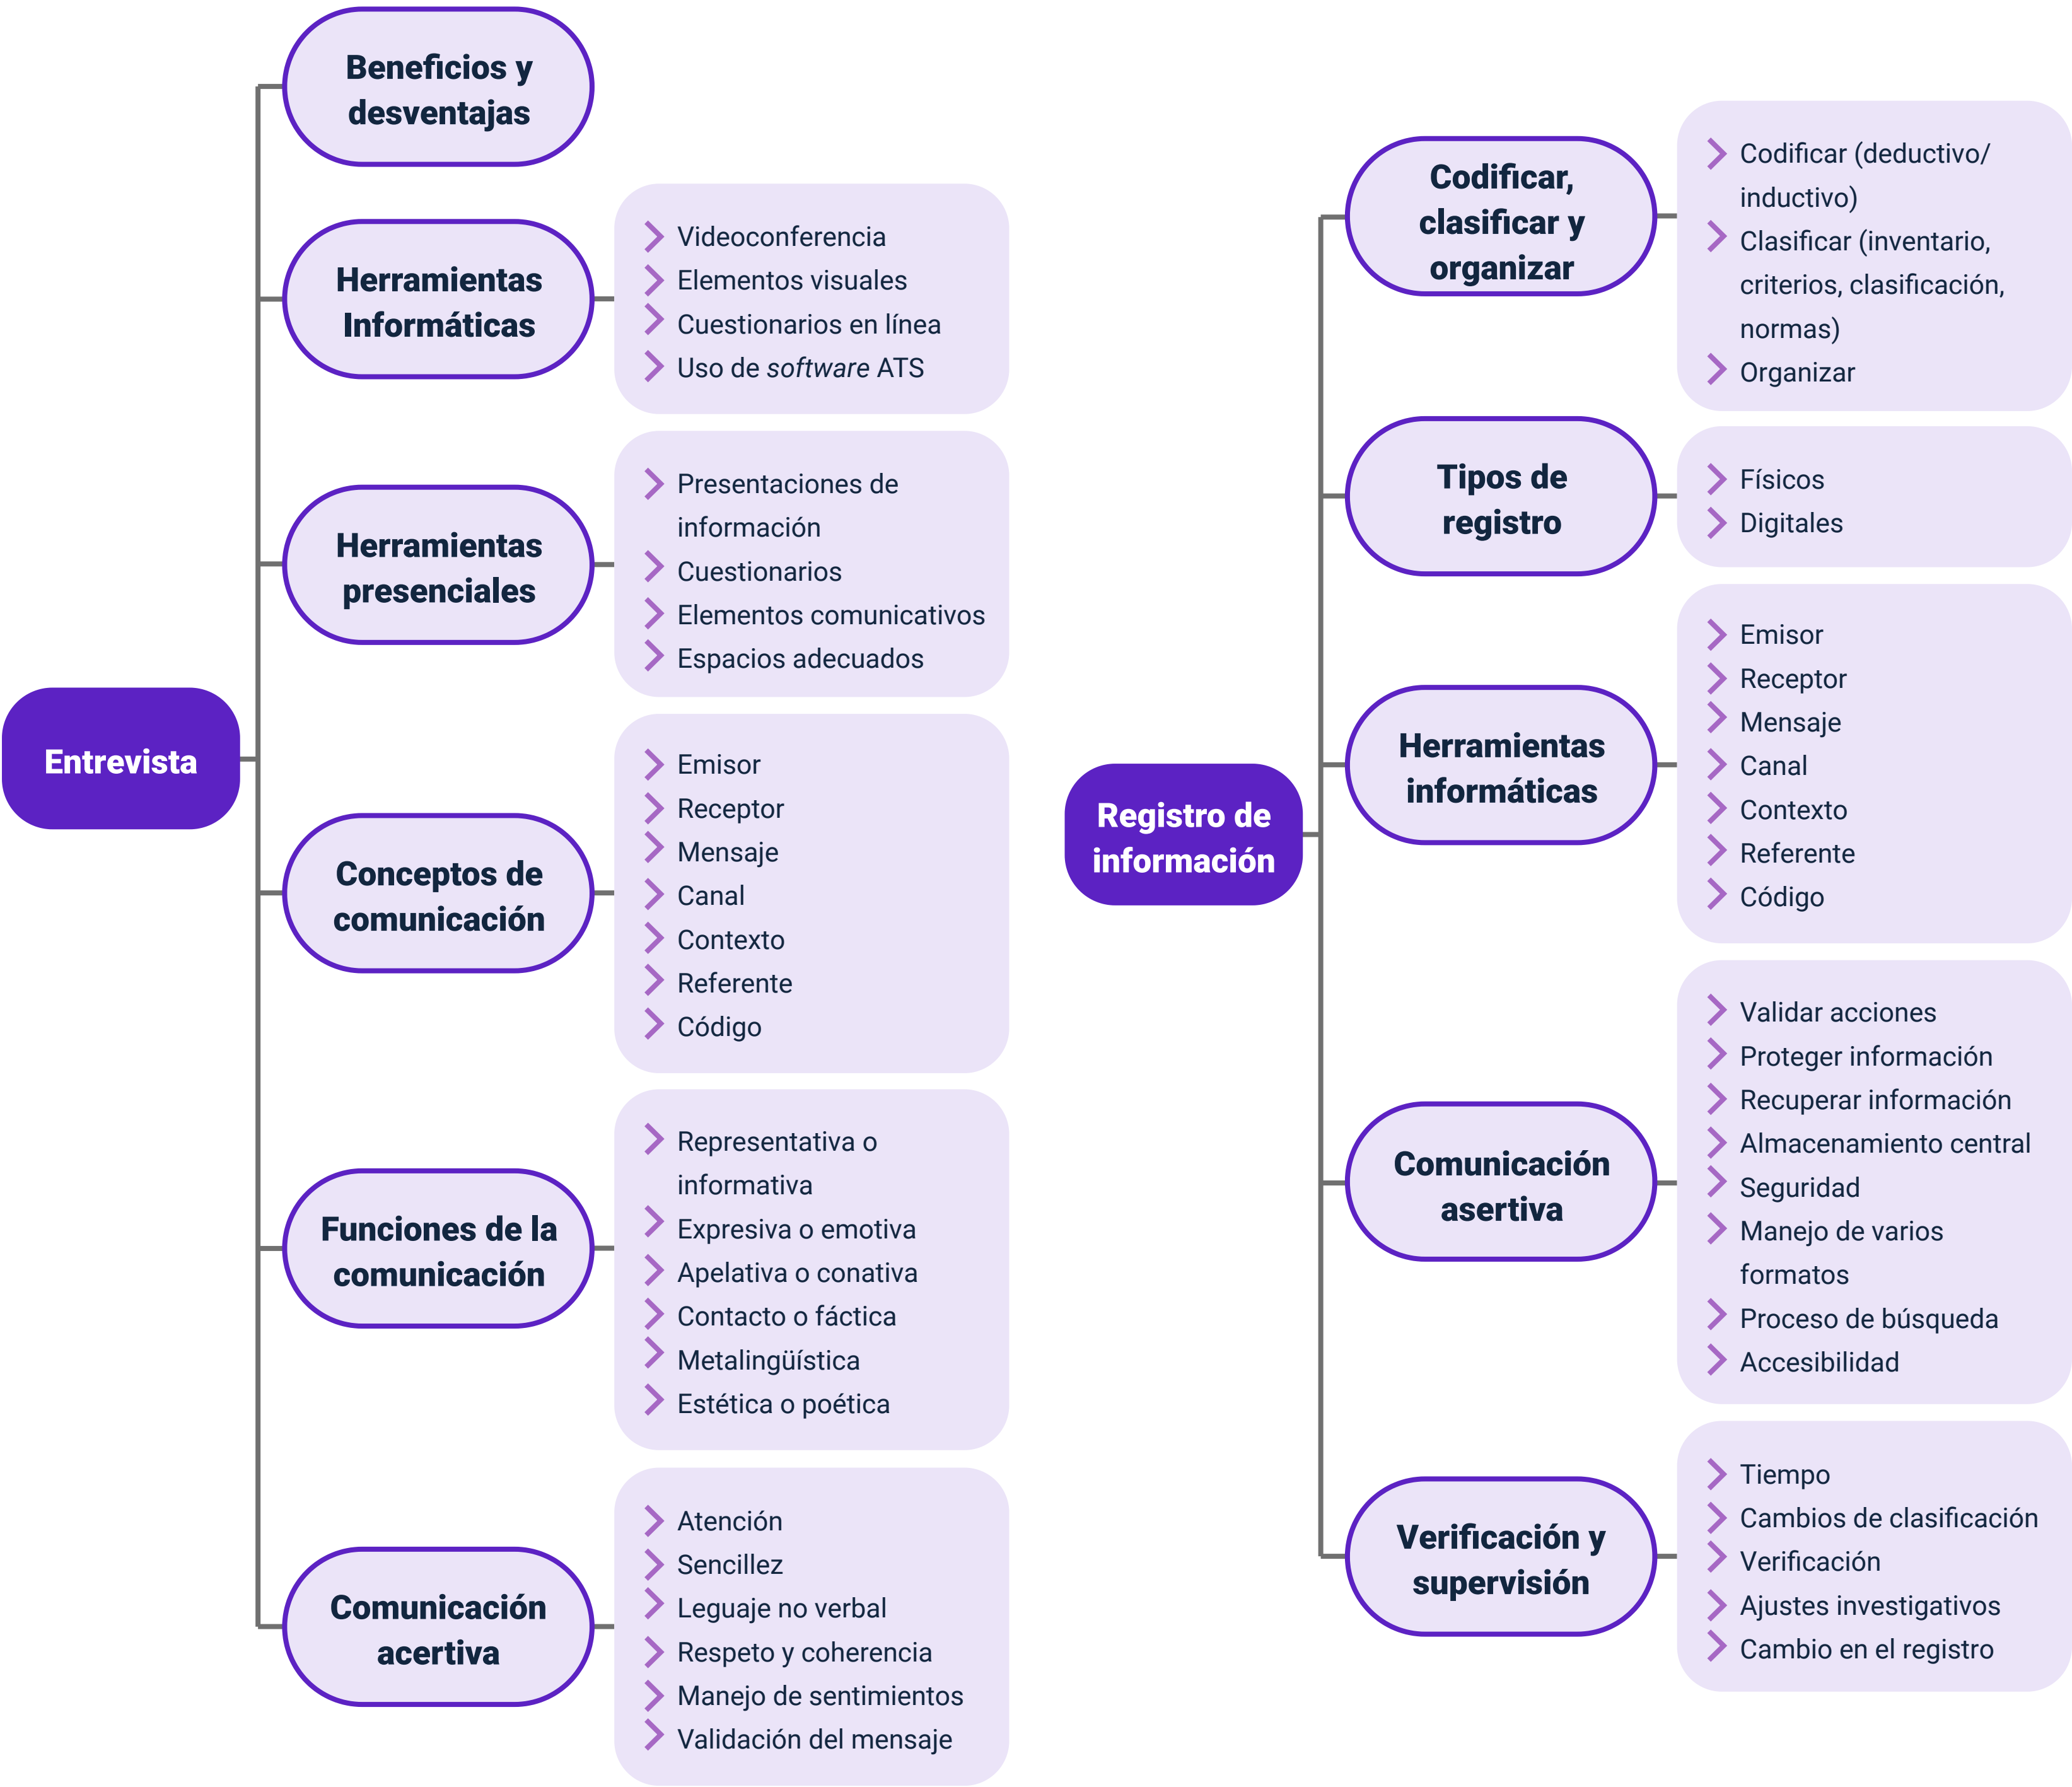 Entrevista
Beneficios y
desventajas
Herramientas
Informáticas
Videoconferencia
Elementos visuales
Cuestionarios en línea
Uso de software ATS
Herramientas
presenciales
Presentaciones de
información
Cuestionarios
Elementos comunicativos
Espacios adecuados
Conceptos de
comunicación
Emisor
Receptor
Mensaje
Canal
Contexto
Referente
Código
Funciones de la
comunicación
Representativa o
informativa
Expresiva o emotiva
Apelativa o conativa
Contacto o fáctica
Metalingüística
Estética o poética
Comunicación
acertiva
Atención
Sencillez
Leguaje no verbal
Respeto y coherencia
Manejo de sentimientos
Validación del mensaje
Registro de
información
Codificar,
clasificar y
organizar
Codificar (deductivo/
inductivo)
Clasificar (inventario,
criterios, clasificación,
normas)
Organizar
Tipos de
registro
Físicos
Digitales
Herramientas
informáticas
Emisor
Receptor
Mensaje
Canal
Contexto
Referente
Código
Comunicación
asertiva
Validar acciones
Proteger información
Recuperar información
Almacenamiento central
Seguridad
Manejo de varios
formatos
Proceso de búsqueda
Accesibilidad
Verificación y
supervisión
Tiempo
Cambios de clasificación
Verificación
Ajustes investigativos
Cambio en el registro